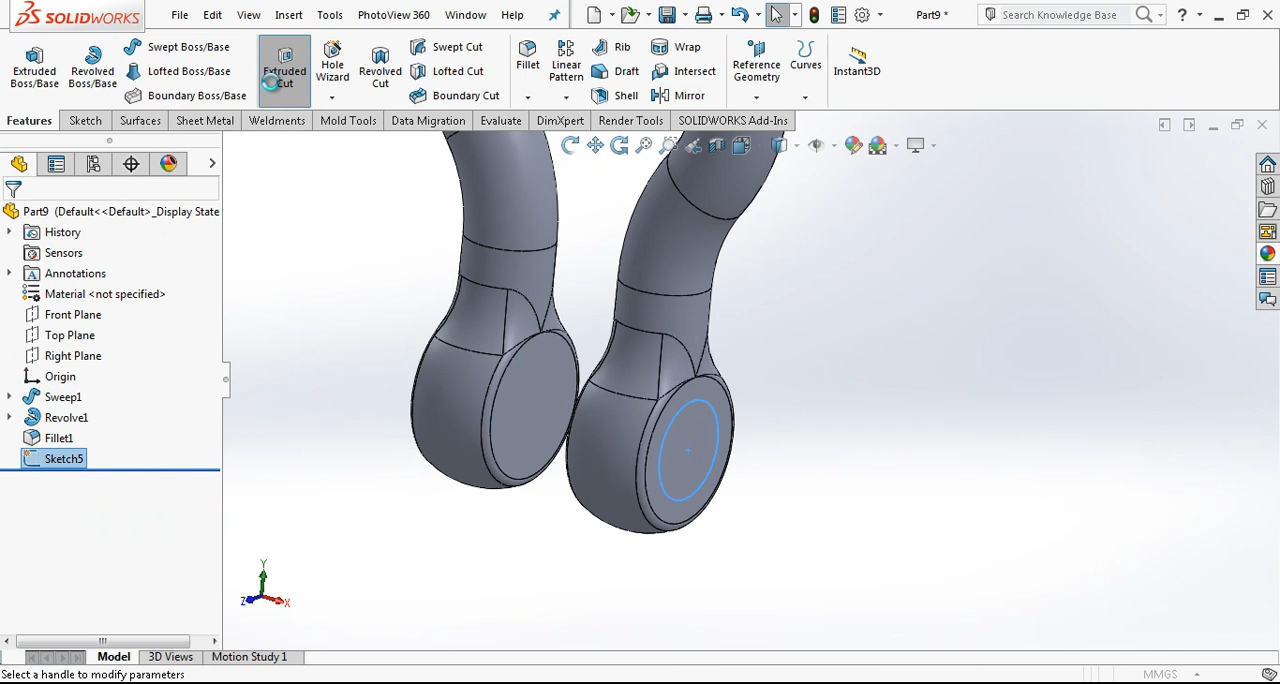 SOLIDWORKS File Edit View Insert Tools PhotoView 360 Window Help Part9 * Search Knowledge Base ?
Extruded Boss/Base
Revolved Boss/Base
Swept Boss/Base
Lofted Boss/Base
Boundary Boss/Base
Extruded Cut
Hole Wizard
Revolved Cut
Swept Cut
Lofted Cut
Boundary Cut
Fillet
Linear Pattern
Rib
Draft
Shell
Wrap
Intersect
Mirror
Reference Geometry
Curves
Instant3D
Features Sketch Surfaces Sheet Metal Weldments Mold Tools Data Migration Evaluate DimXpert Render Tools SOLIDWORKS Add-Ins
Part9 (Default<<Default>_Display State
History
Sensors
A Annotations
Material <not specified>
Front Plane
Top Plane
Right Plane
Origin
Sweep1
Revolve1
Fillet1
Sketch5
Y
Z X
Model 3D Views Motion Study 1
Select a handle to modify parameters MMGS